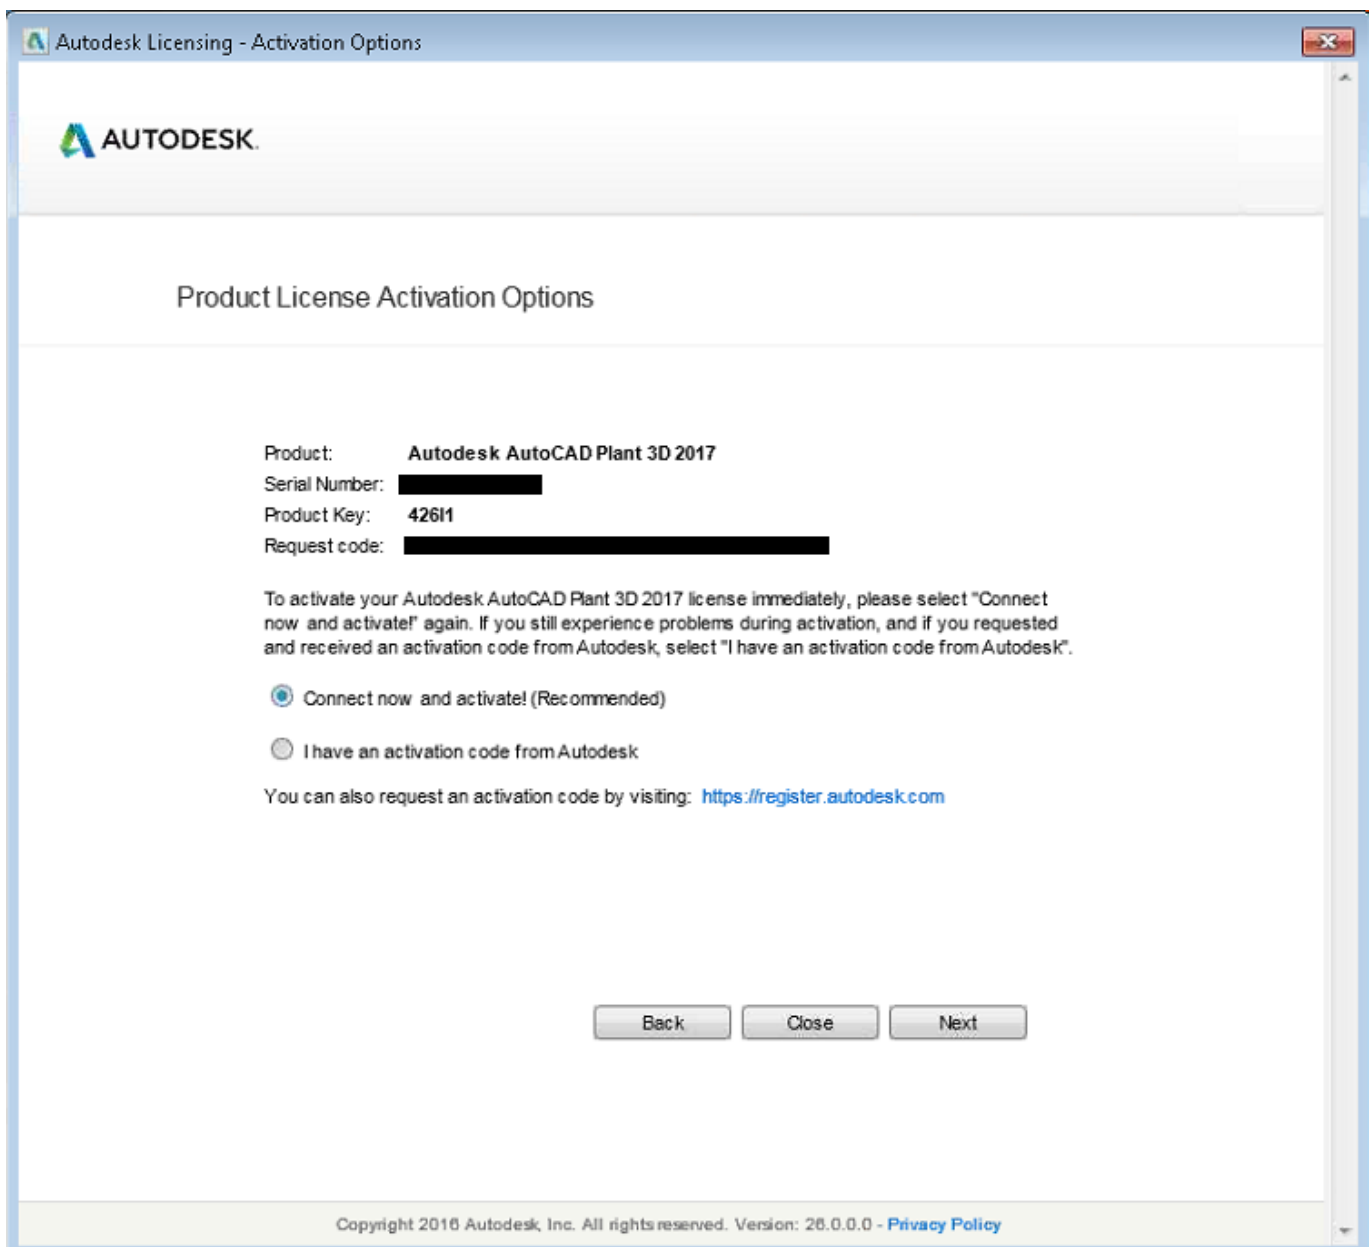 Autodesk Licensing - Activation Options
AUTODESK.
Product License Activation Options
Product: Autodesk AutoCAD Plant 3D 2017
Serial Number:
Product Key: 426I1
Request code:
To activate your Autodesk AutoCAD Plant 3D 2017 license immediately, please select "Connect
now and activate!" again. If you still experience problems during activation, and if you requested
and received an activation code from Autodesk, select "I have an activation code from Autodesk".
Connect now and activate! (Recommended)
I have an activation code from Autodesk
You can also request an activation code by visiting: https://register.autodesk.com
Back Close Next
Copyright 2016 Autodesk, Inc. All rights reserved. Version: 26.0.0.0 - Privacy Policy